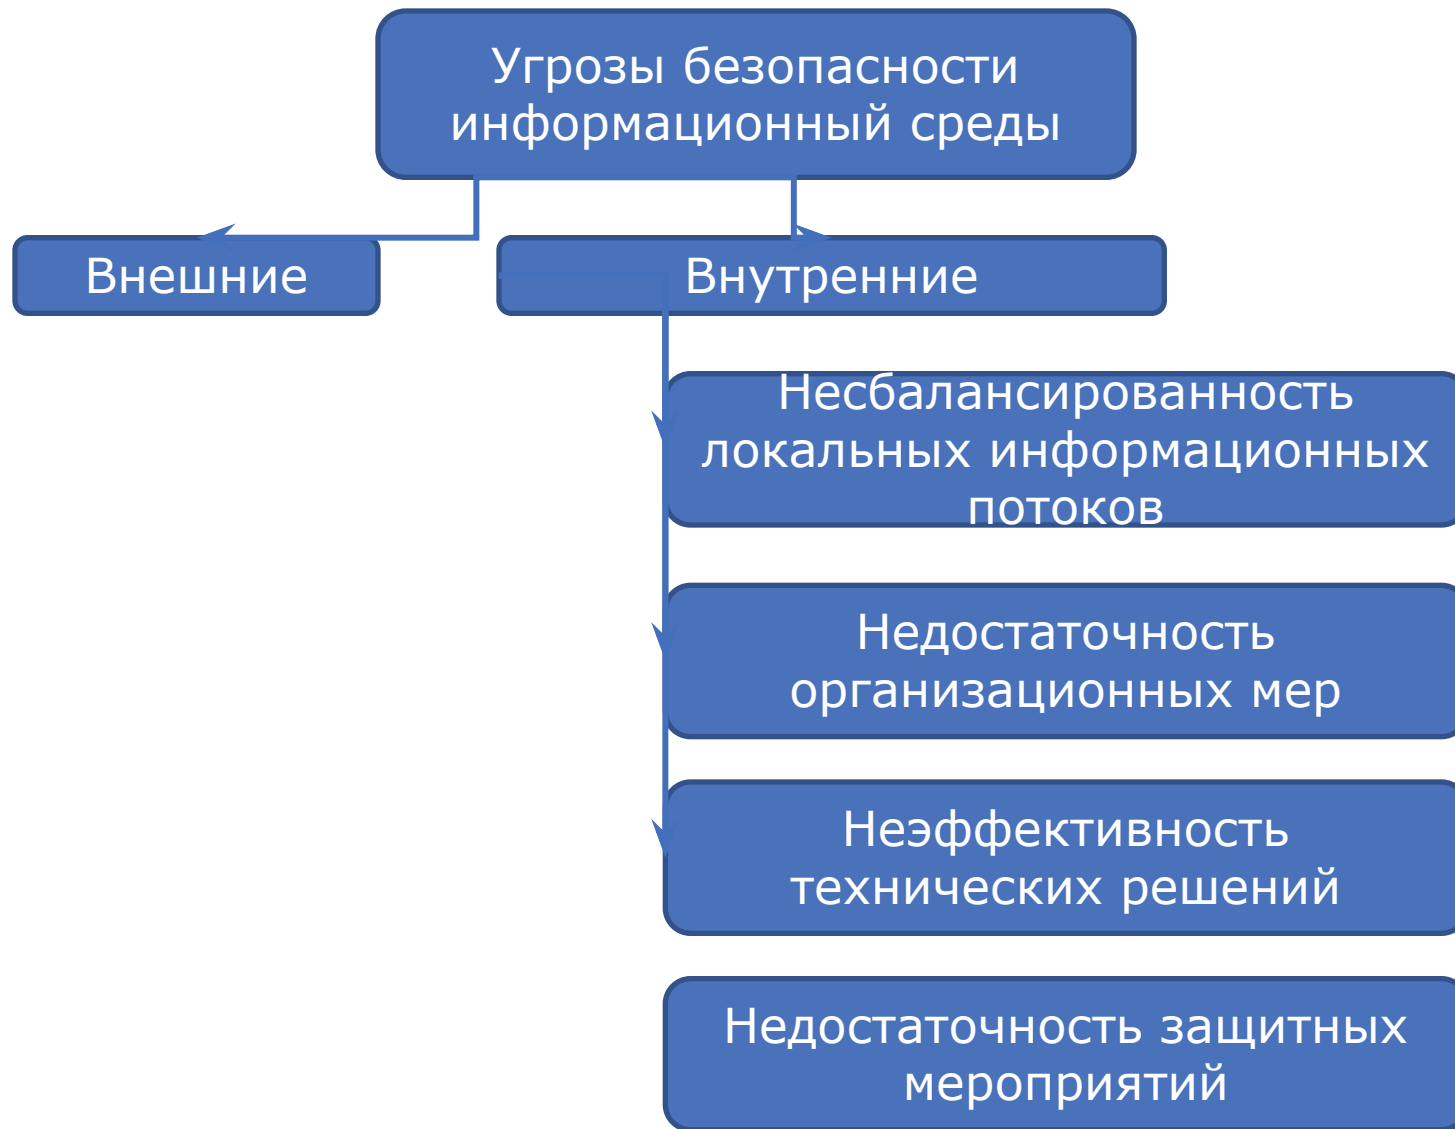 Угрозы безопасности
информационный среды
Внешние
Внутренние
Несбалансированность
локальных информационных
потоков
Недостаточность
организационных мер
Неэффективность
технических решений
Недостаточность защитных
мероприятий